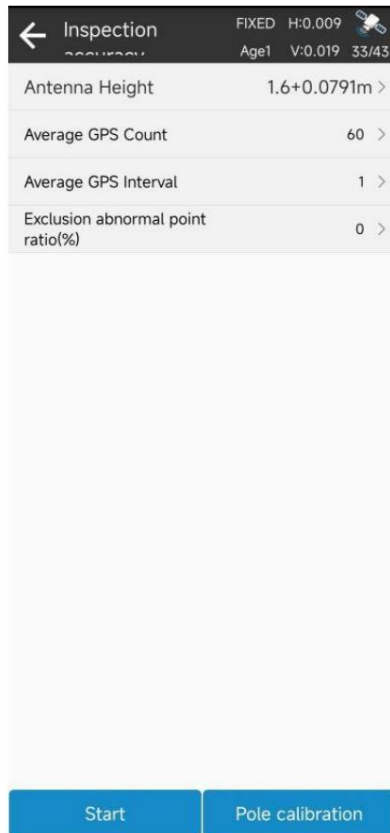 Inspection
FIXED H:0.009
Age1 V:0.019 33/43
Antenna Height 1.6+0.0791m >
Average GPS Count 60 >
Average GPS Interval 1 >
Exclusion abnormal point
ratio(%) 0 >
Start Pole calibration